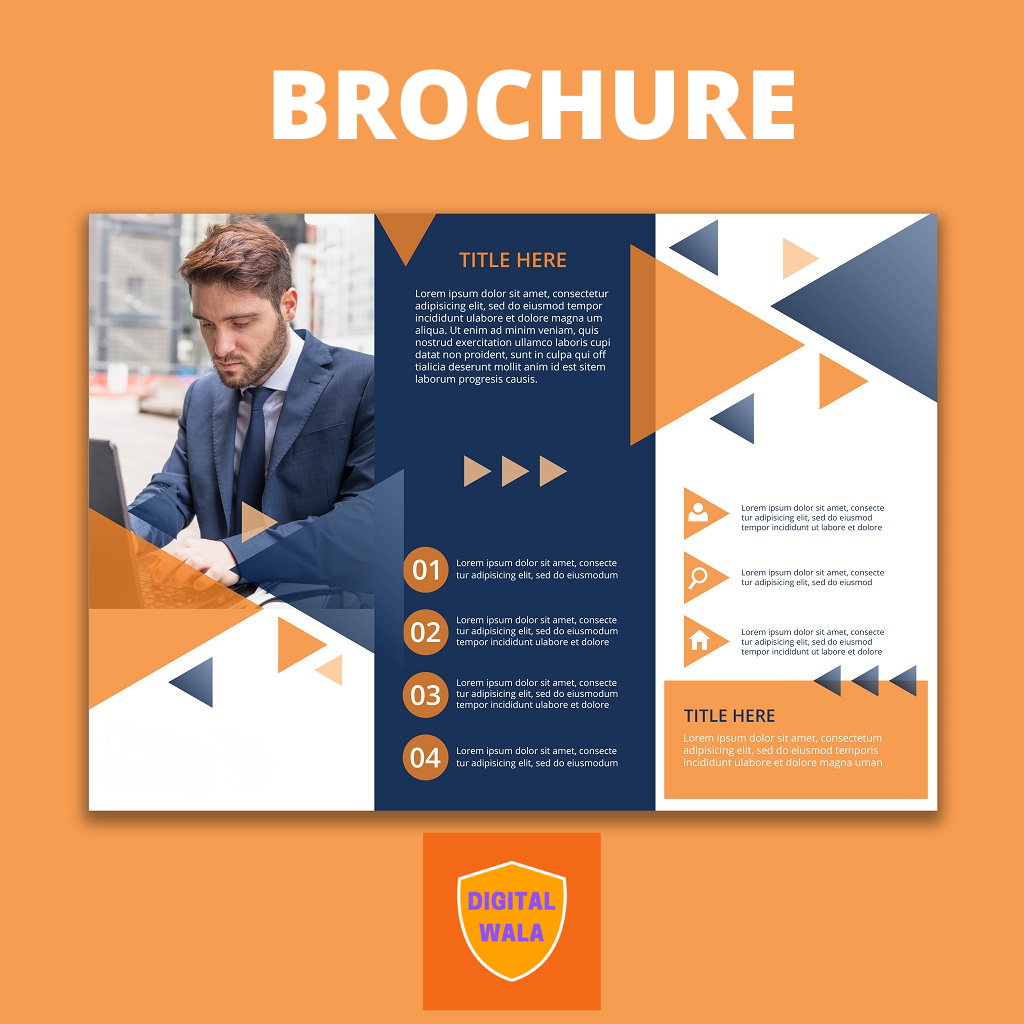 BROCHURE
TITLE HERE
Lorem ipsum dolor sit amet, consectetur
adipisicing elit, sed do eiusmod tempor
incididunt ulabore et dolore magna um
aliqua. Ut enim ad minim veniam, quis
nostrud exercitation ullamco laboris cupi
datat non proident, sunt in culpa qui off
tialicia deserunt mollit anim id est sitem
laborum progresis causis.
01
Lorem ipsum dolor sit amet, consecte
tur adipisicing elit, sed do eiusmodum
02
Lorem ipsum dolor sit amet, consecte
tur adipisicing elit, sed do eiusmodum
tempor incididunt ulabore et dolore
03
Lorem ipsum dolor sit amet, consecte
tur adipisicing elit, sed do eiusmodum
tempor incididunt ulabore et dolore
04
Lorem ipsum dolor sit amet, consecte
tur adipisicing elit, sed do eiusmodum
Lorem ipsum dolor sit amet, consecte
tur adipisicing elit, sed do eiusmod
tempor incididunt ut labore et dolore
Lorem ipsum dolor sit amet, consecte
tur adipisicing elit, sed do eiusmod
Lorem ipsum dolor sit amet, consecte
tur adipisicing elit, sed do eiusmod
tempor incididunt ut labore et dolore
TITLE HERE
Lorem ipsum dolor sit amet, consectetum
adipisicing elit, sed do eiusmod temporis
incididunt ulabore et dolore magna uman
DIGITAL
WALA